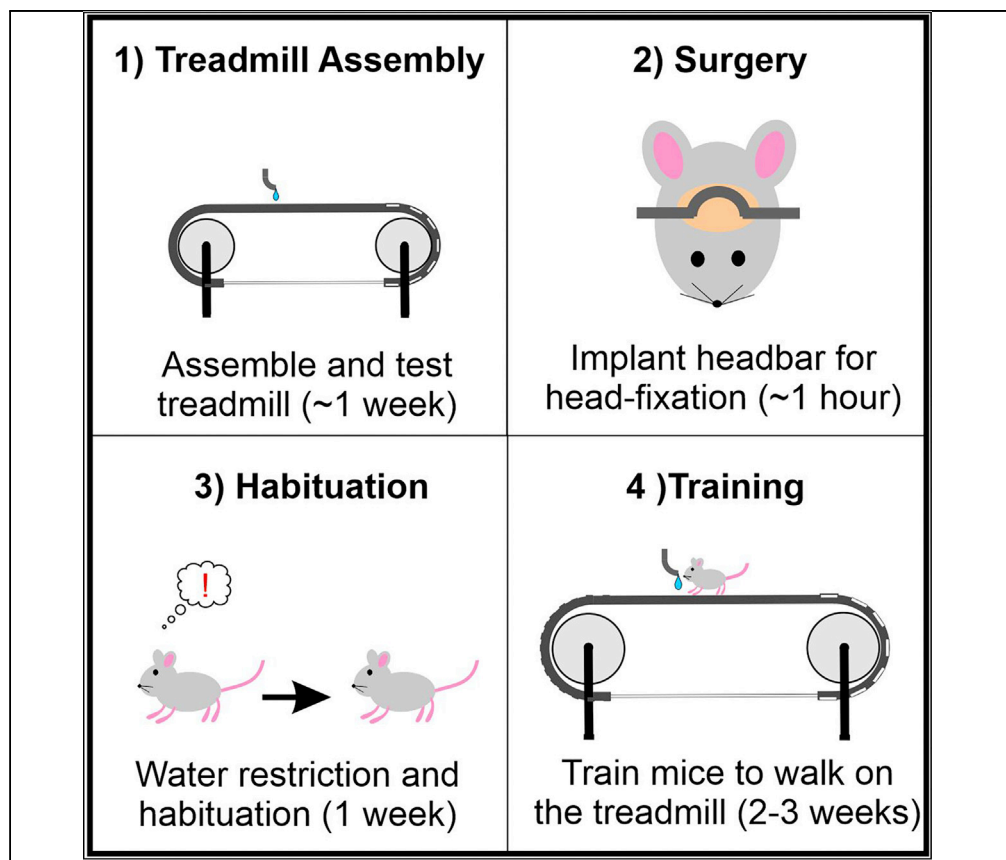 1) Treadmill Assembly
Assemble and test
treadmill (~1 week)
2) Surgery
Implant headbar for
head-fixation (~1 hour)
3) Habituation
!
Water restriction and
habituation (1 week)
4 )Training
Train mice to walk on
the treadmill (2-3 weeks)